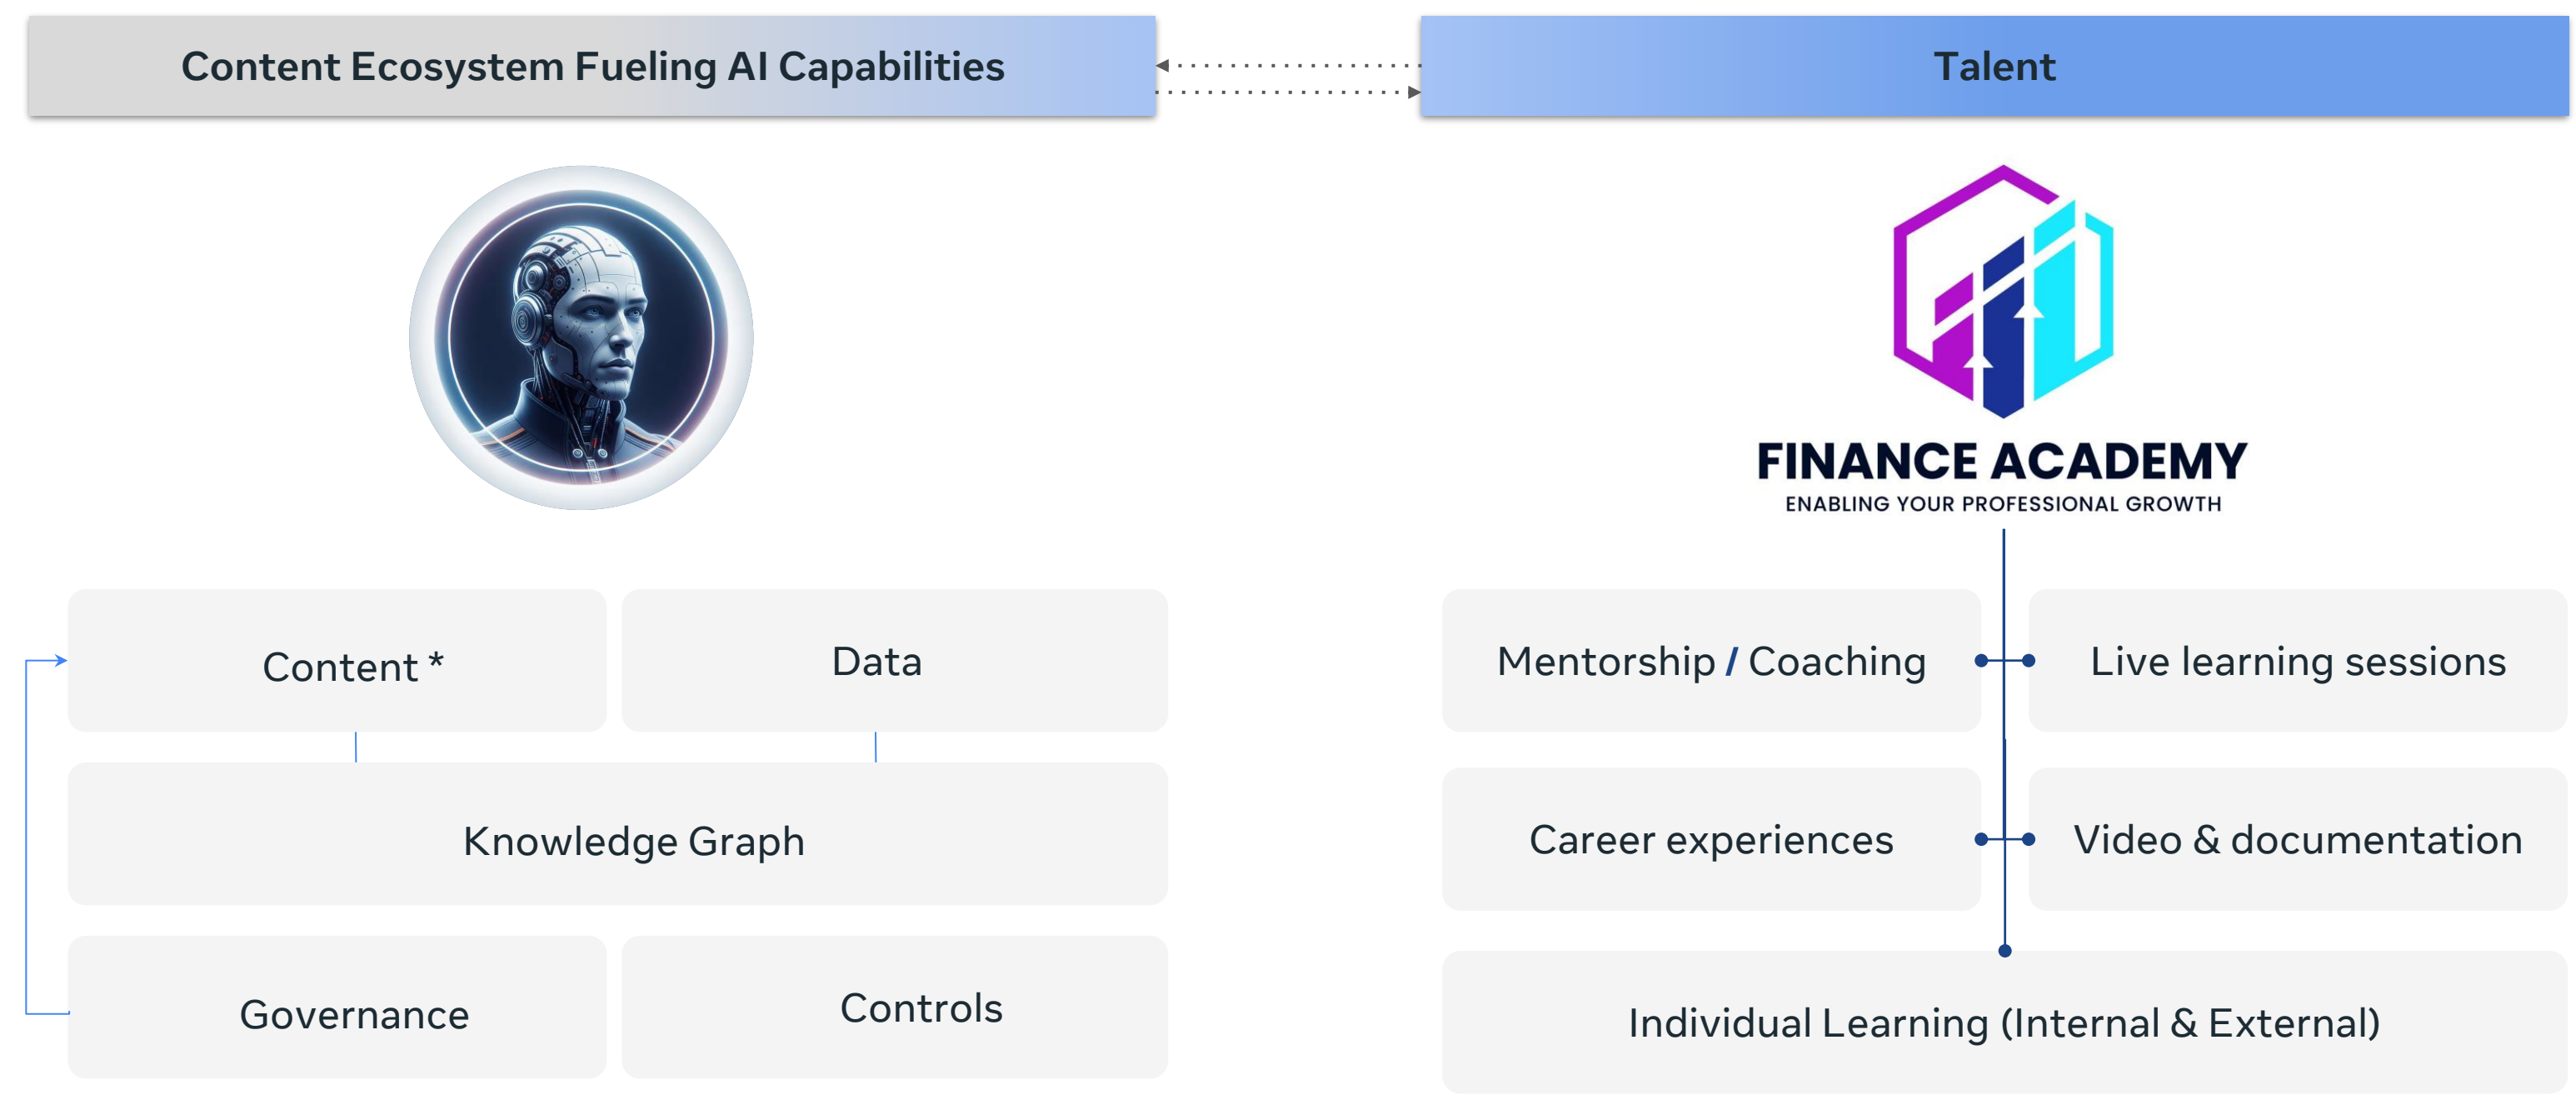 Content Ecosystem Fueling AI Capabilities
Talent
FINANCE ACADEMY
ENABLING YOUR PROFESSIONAL GROWTH
Content *
Data
Knowledge Graph
Governance
Controls
Mentorship / Coaching
Live learning sessions
Career experiences
Video & documentation
Individual Learning (Internal & External)